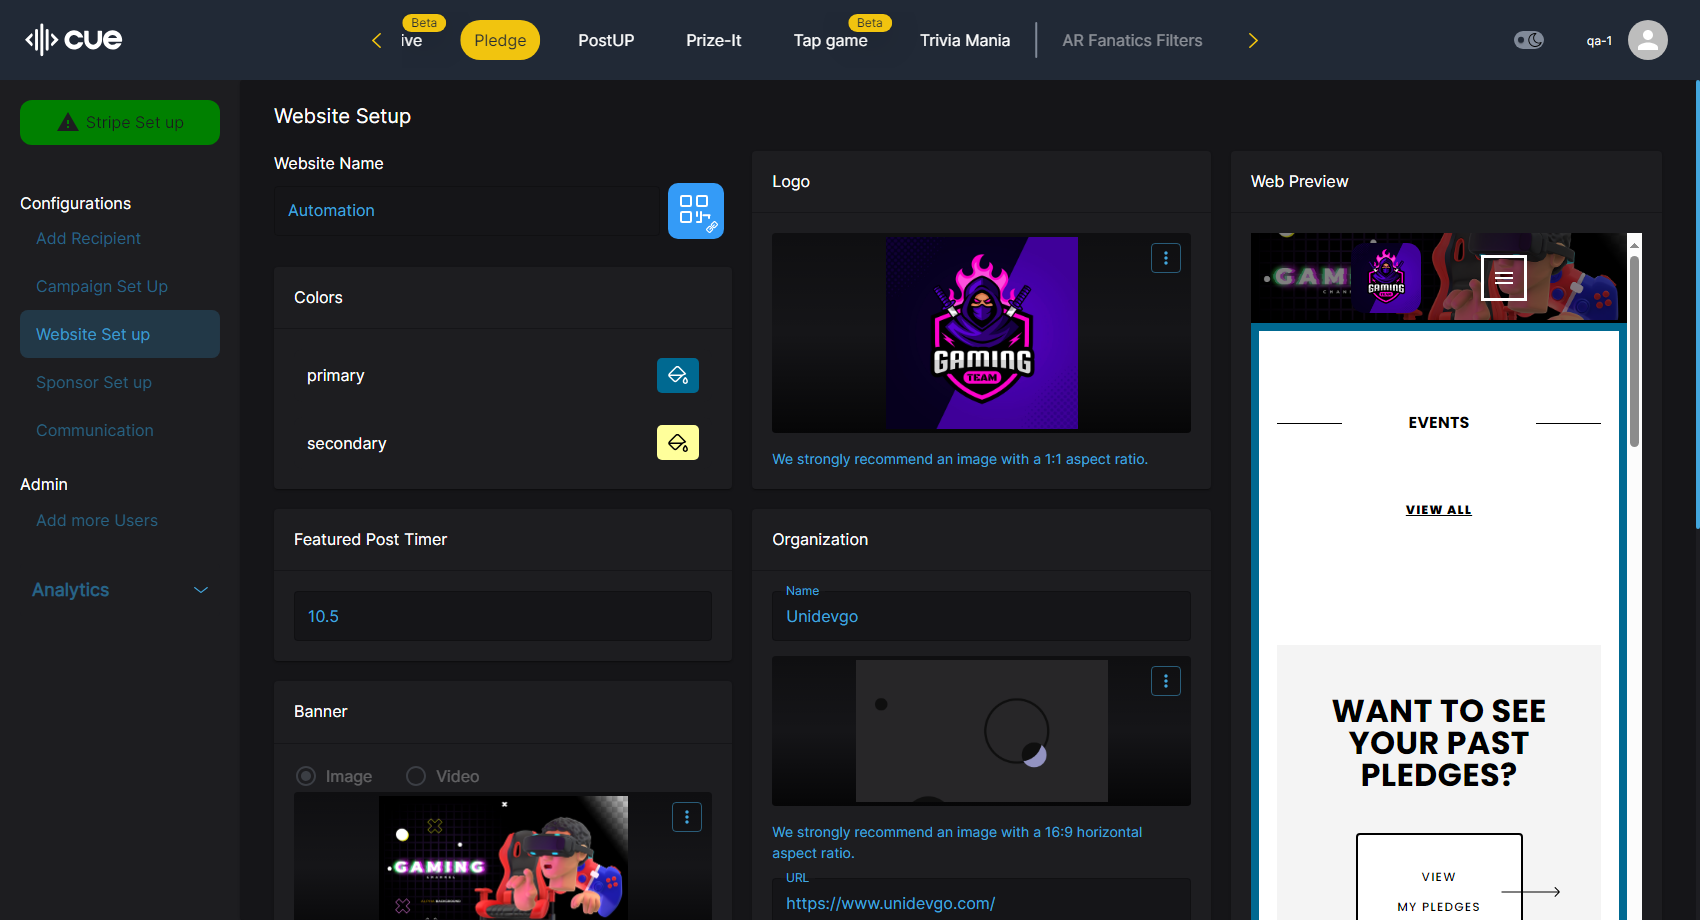 cue
Beta
ive
Pledge
PostUP
Prize-It
Beta
Tap game
Trivia Mania
AR Fanatics Filters
qa-1
Stripe Set up
Configurations
Add Recipient
Campaign Set Up
Website Set up
Sponsor Set up
Communication
Admin
Add more Users
Analytics
Website Setup
Website Name
Automation
Colors
primary
secondary
Featured Post Timer
10.5
Banner
Image
Video
GAMING
CHANNEL
Logo
GAMING
TEAM
We strongly recommend an image with a 1:1 aspect ratio.
Organization
Name
Unidevgo
We strongly recommend an image with a 16:9 horizontal
aspect ratio.
URL
https://www.unidevgo.com/
Web Preview
GAMI
CHAN
GAMING
TEAM
EVENTS
VIEW ALL
WANT TO SEE
YOUR PAST
PLEDGES?
VIEW
MY PLEDGES